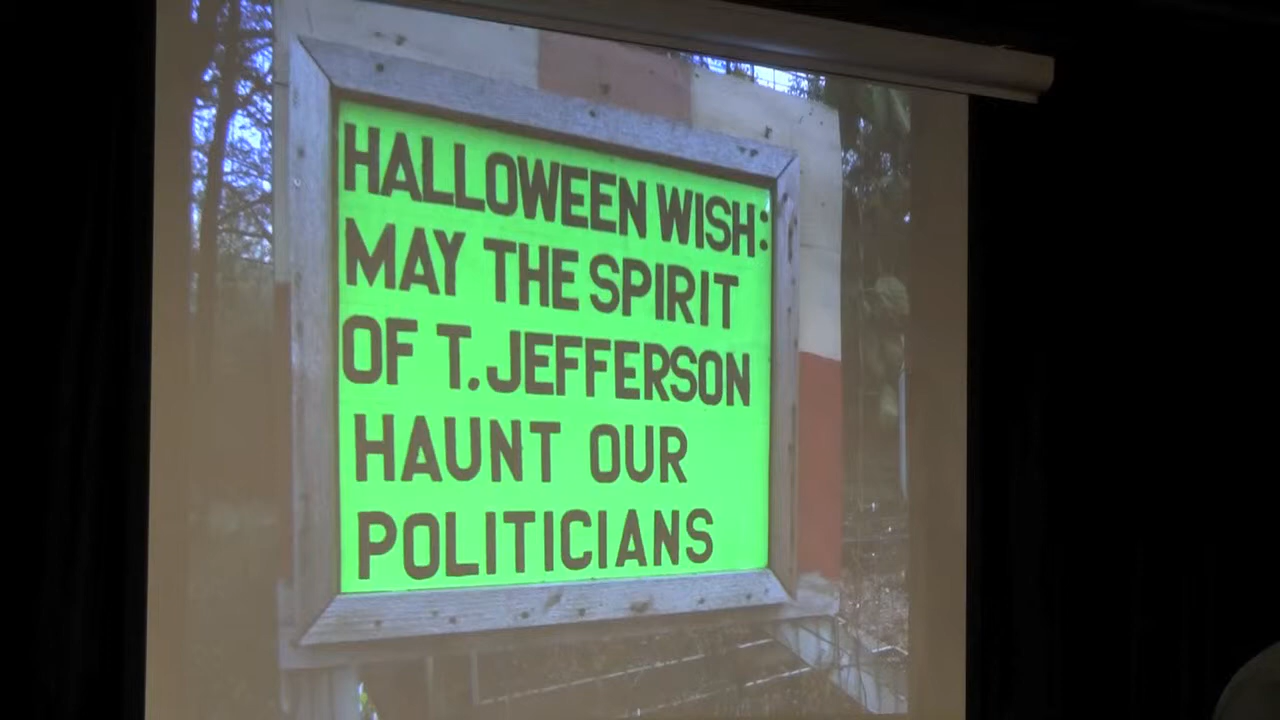 HALLOWEEN WISH:
MAY THE SPIRIT
OF T. JEFFERSON
HAUNT OUR
POLITICIANS